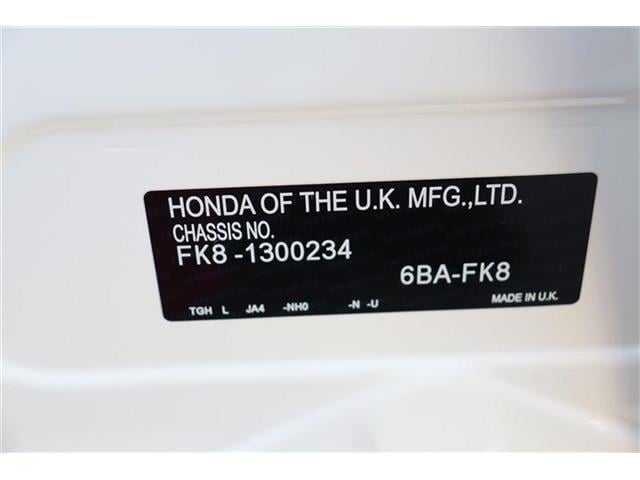 HONDA OF THE U.K. MFG.,LTD.
CHASSIS NO.
FK8 -1300234
6BA-FK8
TGH L JA4 -NH0 -N -U
MADE IN U.K.